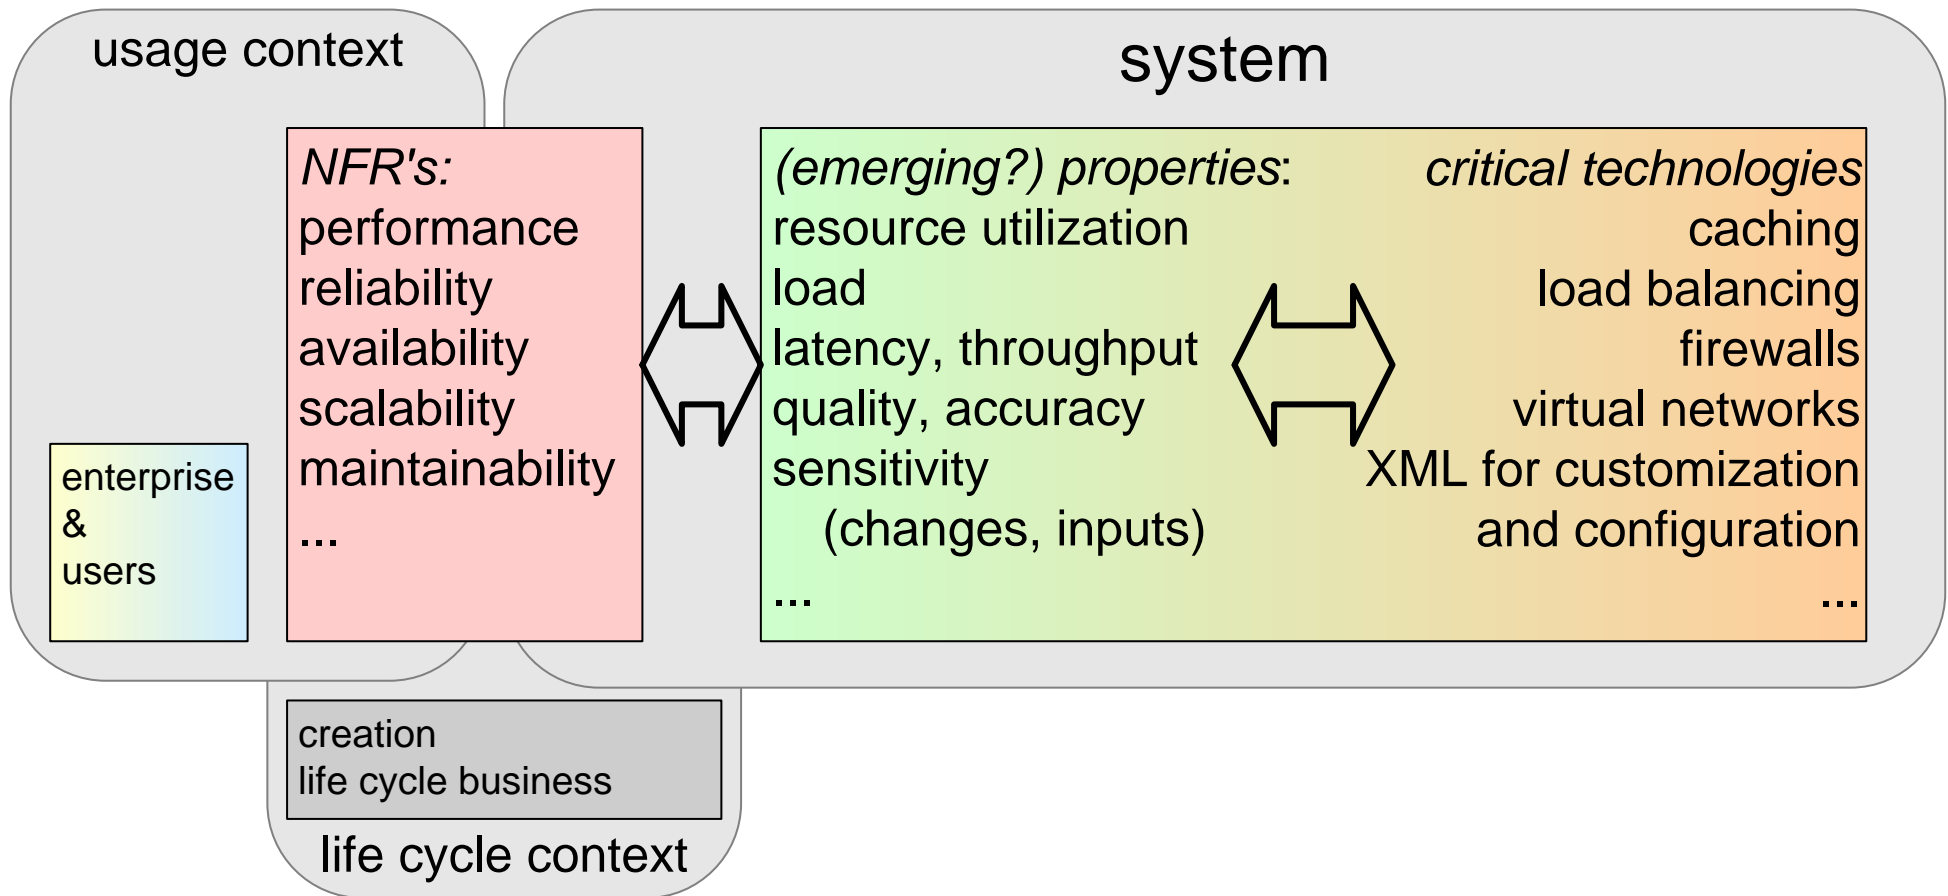 usage context
system
NFR's:
performance
reliability
availability
scalability
maintainability
...
(emerging?) properties:
resource utilization
load
latency, throughput
quality, accuracy
sensitivity
(changes, inputs)
...
critical technologies
caching
load balancing
firewalls
virtual networks
XML for customization
and configuration
...
enterprise
&
users
creation
life cycle business
life cycle context